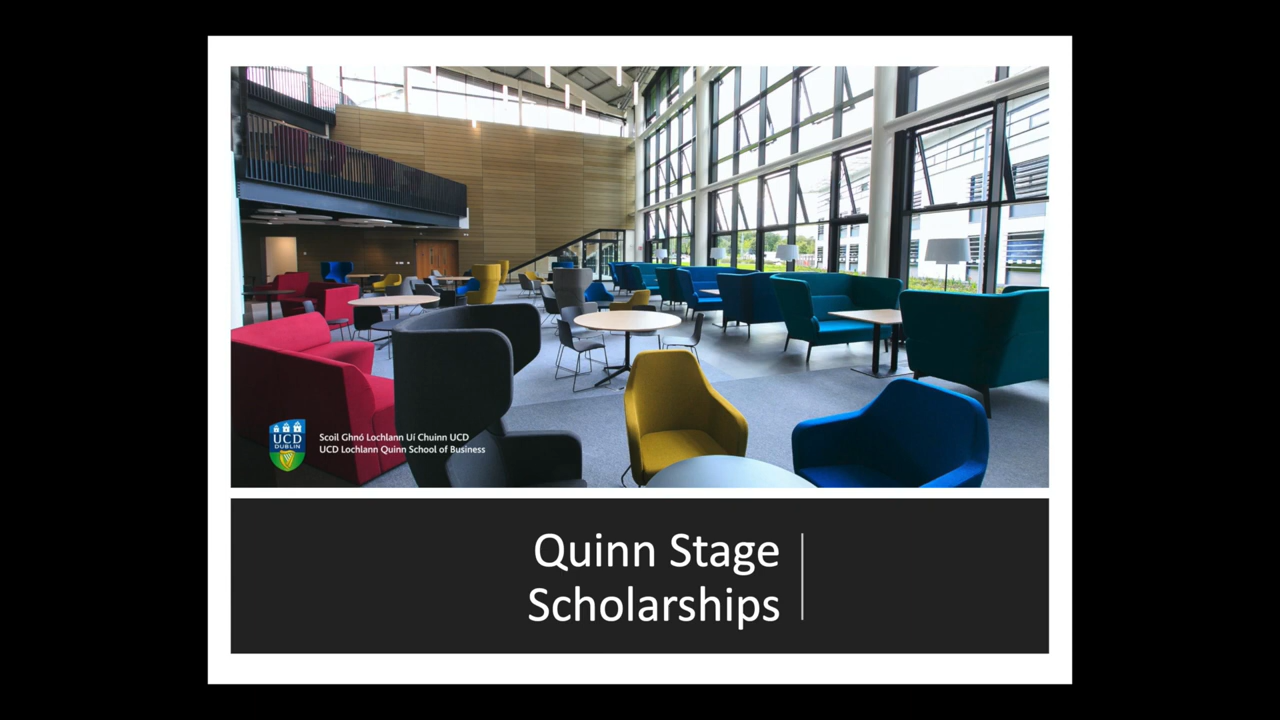 UCD
DUBLIN
Scoil Ghnó Lochlann Uí Chuinn UCD
UCD Lochlann Quinn School of Business
Quinn Stage
Scholarships